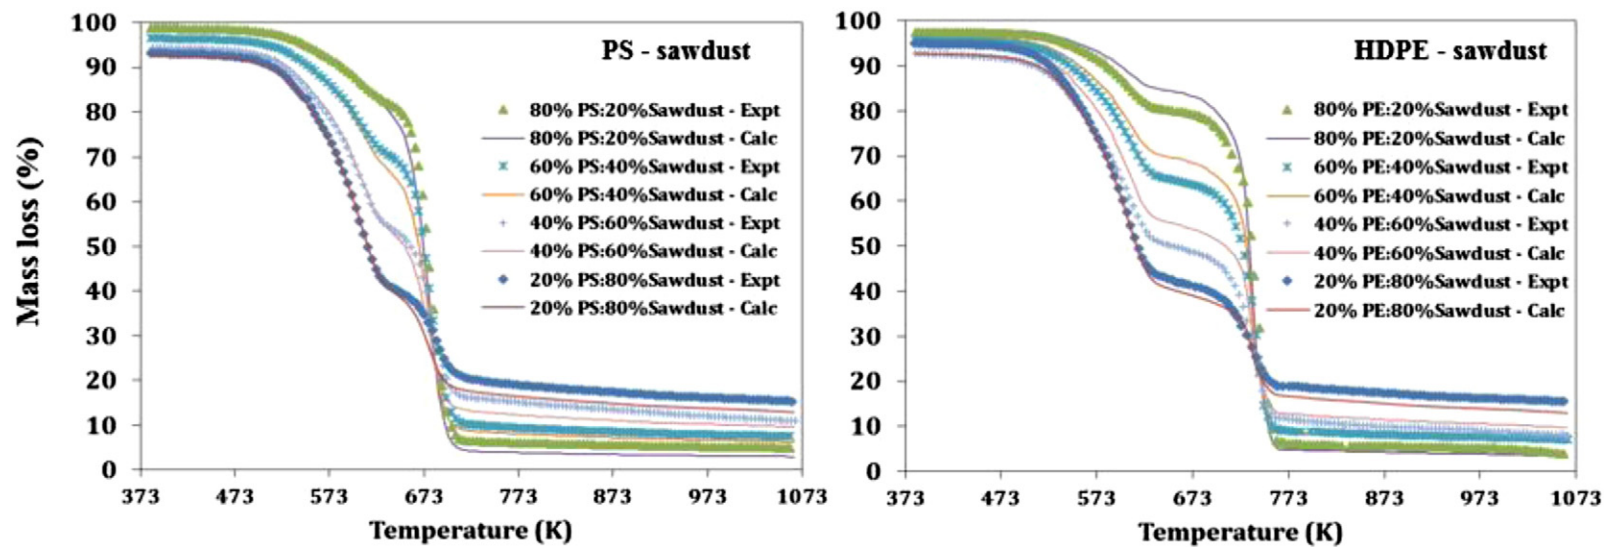 PS - sawdust
Mass loss (%)
100
90
80
70
60
50
40
30
20
10
0
80% PS:20%Sawdust - Expt
80% PS:20%Sawdust - Calc
60% PS:40%Sawdust - Expt
60% PS:40%Sawdust - Calc
40% PS:60%Sawdust - Expt
40% PS:60%Sawdust - Calc
20% PS:80%Sawdust - Expt
20% PS:80%Sawdust - Calc
373 473 573 673 773 873 973 1073
Temperature (K)
HDPE - sawdust
100
90
80
70
60
50
40
30
20
10
0
80% PE:20%Sawdust - Expt
80% PE:20%Sawdust - Calc
60% PE:40%Sawdust - Expt
60% PE:40%Sawdust - Calc
40% PE:60%Sawdust - Expt
40% PE:60%Sawdust - Calc
20% PE:80%Sawdust - Expt
20% PE:80%Sawdust - Calc
373 473 573 673 773 873 973 1073
Temperature (K)